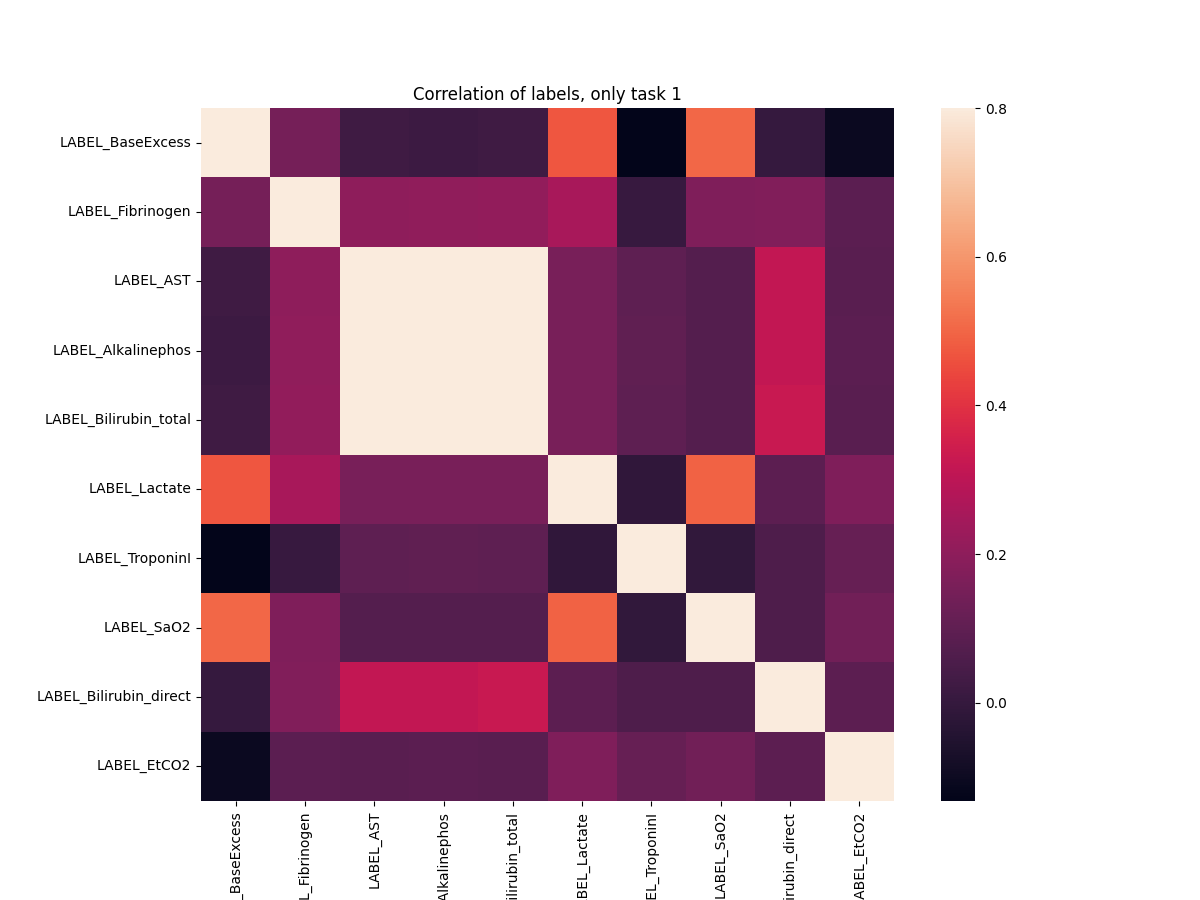 Correlation of labels, only task 1
LABEL_BaseExcess
LABEL_Fibrinogen
LABEL_AST
LABEL_Alkalinephos
LABEL_Bilirubin_total
LABEL_Lactate
LABEL_TroponinI
LABEL_SaO2
LABEL_Bilirubin_direct
LABEL_EtCO2
_BaseExcess
L_Fibrinogen
LABEL_AST
Alkalinephos
ilirubin_total
BEL_Lactate
EL_TroponinI
LABEL_SaO2
irubin_direct
ABEL_EtCO2
0.8
0.6
0.4
0.2
0.0